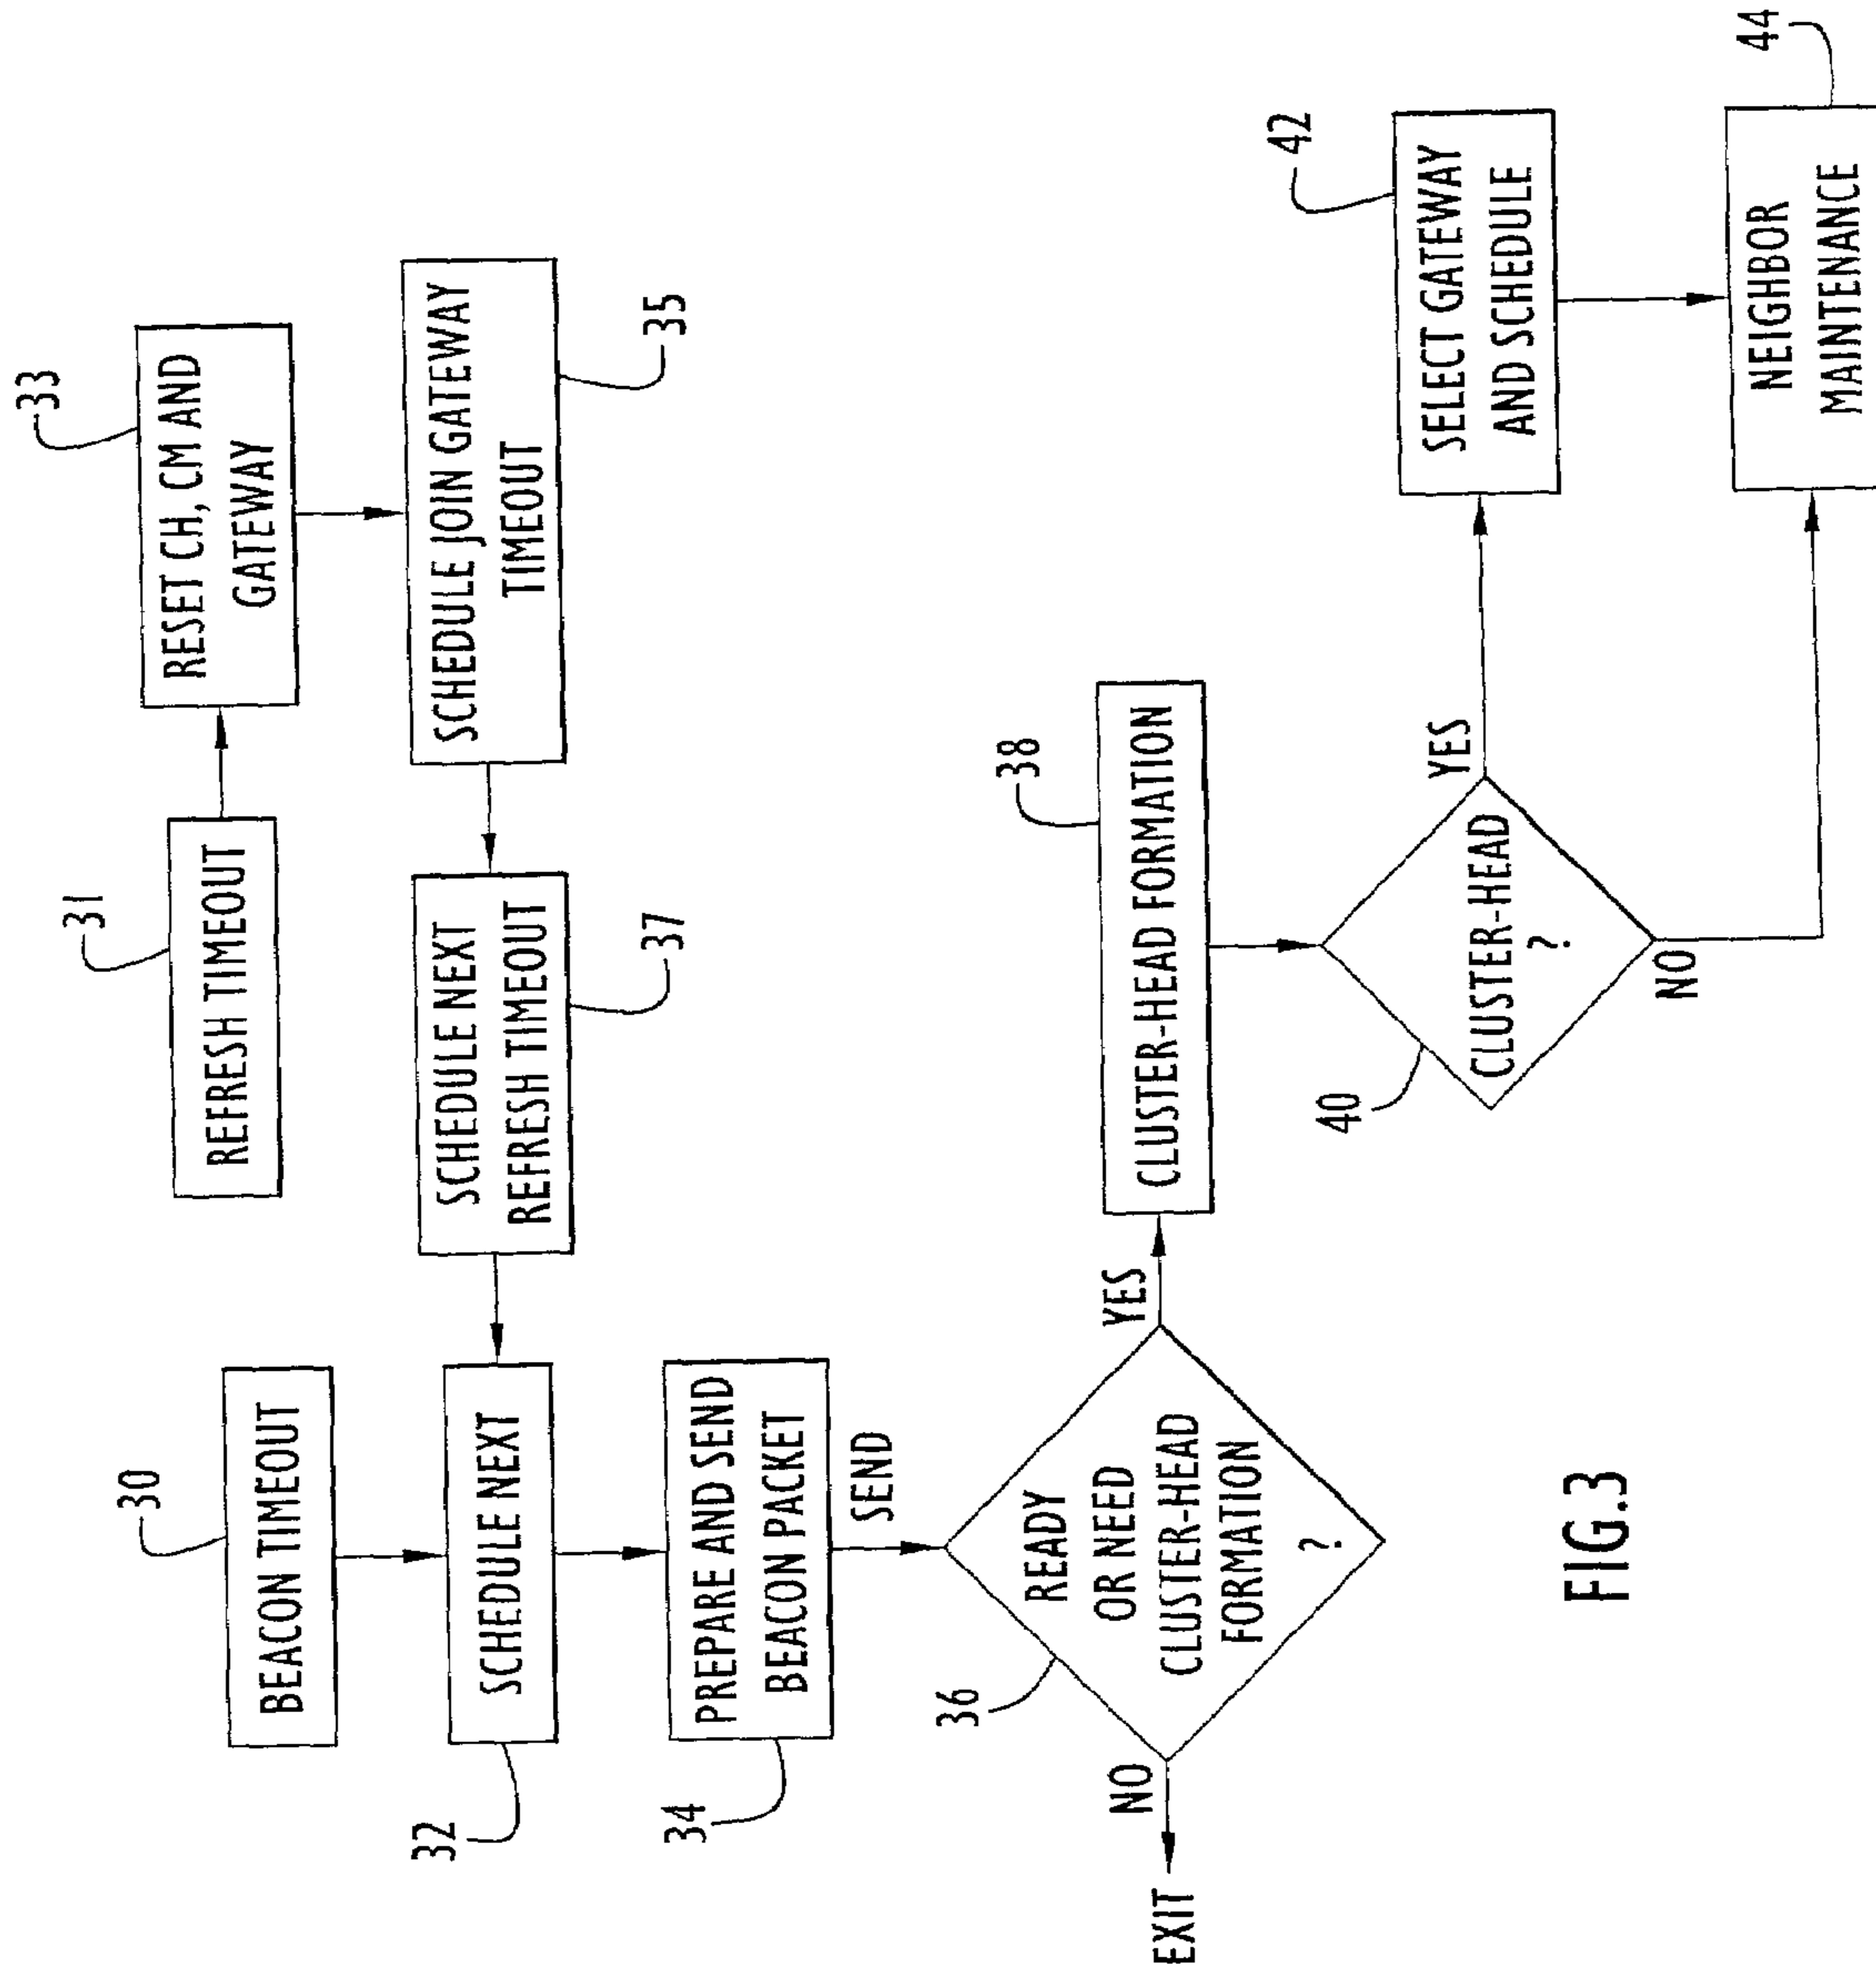 30
BEACON TIMEOUT
31
REFRESH TIMEOUT
33
RESET CH, CM AND
GATEWAY
32
SCHEDULE NEXT
SCHEDULE NEXT
REFRESH TIMEOUT
37
SCHEDULE JOIN GATEWAY
TIMEOUT
35
34
PREPARE AND SEND
BEACON PACKET
SEND
36
READY
OR NEED
CLUSTER-HEAD
FORMATION
?
NO
EXIT
YES
38
CLUSTER-HEAD FORMATION
40
CLUSTER-HEAD
?
YES
NO
42
SELECT GATEWAY
AND SCHEDULE
44
NEIGHBOR
MAINTENANCE
FIG.3